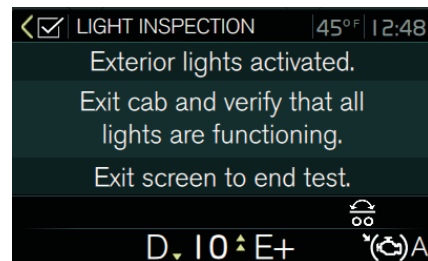 LIGHT INSPECTION 45°F 12:48
Exterior lights activated.
Exit cab and verify that all
lights are functioning.
Exit screen to end test.
D 10 E+ A